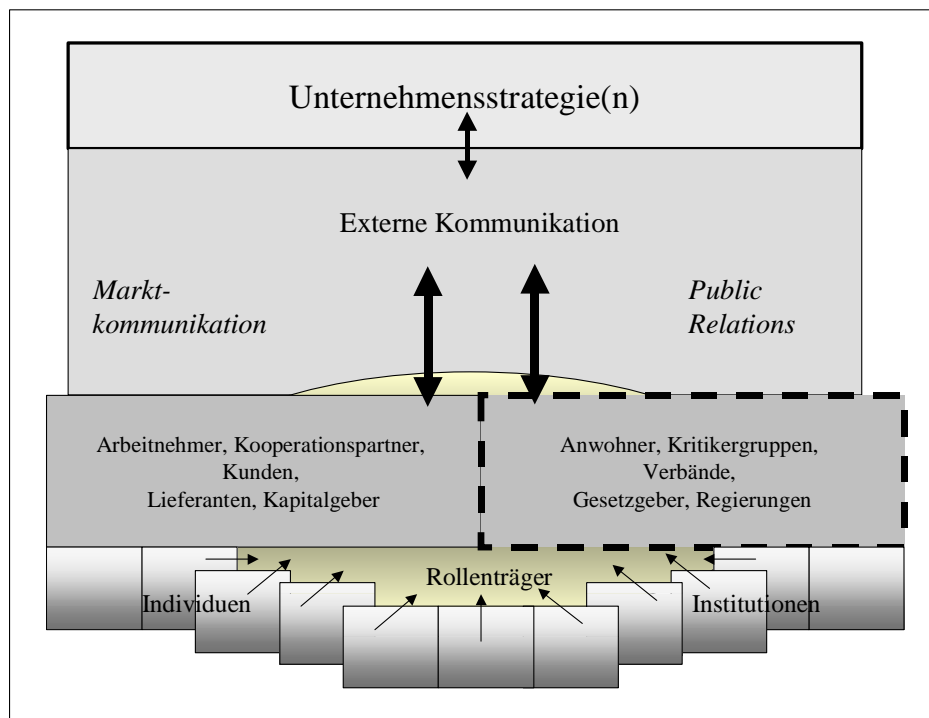 Unternehmensstrategie(n)
Externe Kommunikation
Markt-
kommunikation
Public
Relations
Arbeitnehmer, Kooperationspartner,
Kunden,
Lieferanten, Kapitalgeber
Anwohner, Kritikergruppen,
Verbände,
Gesetzgeber, Regierungen
Individuen
Rollenträger
Institutionen